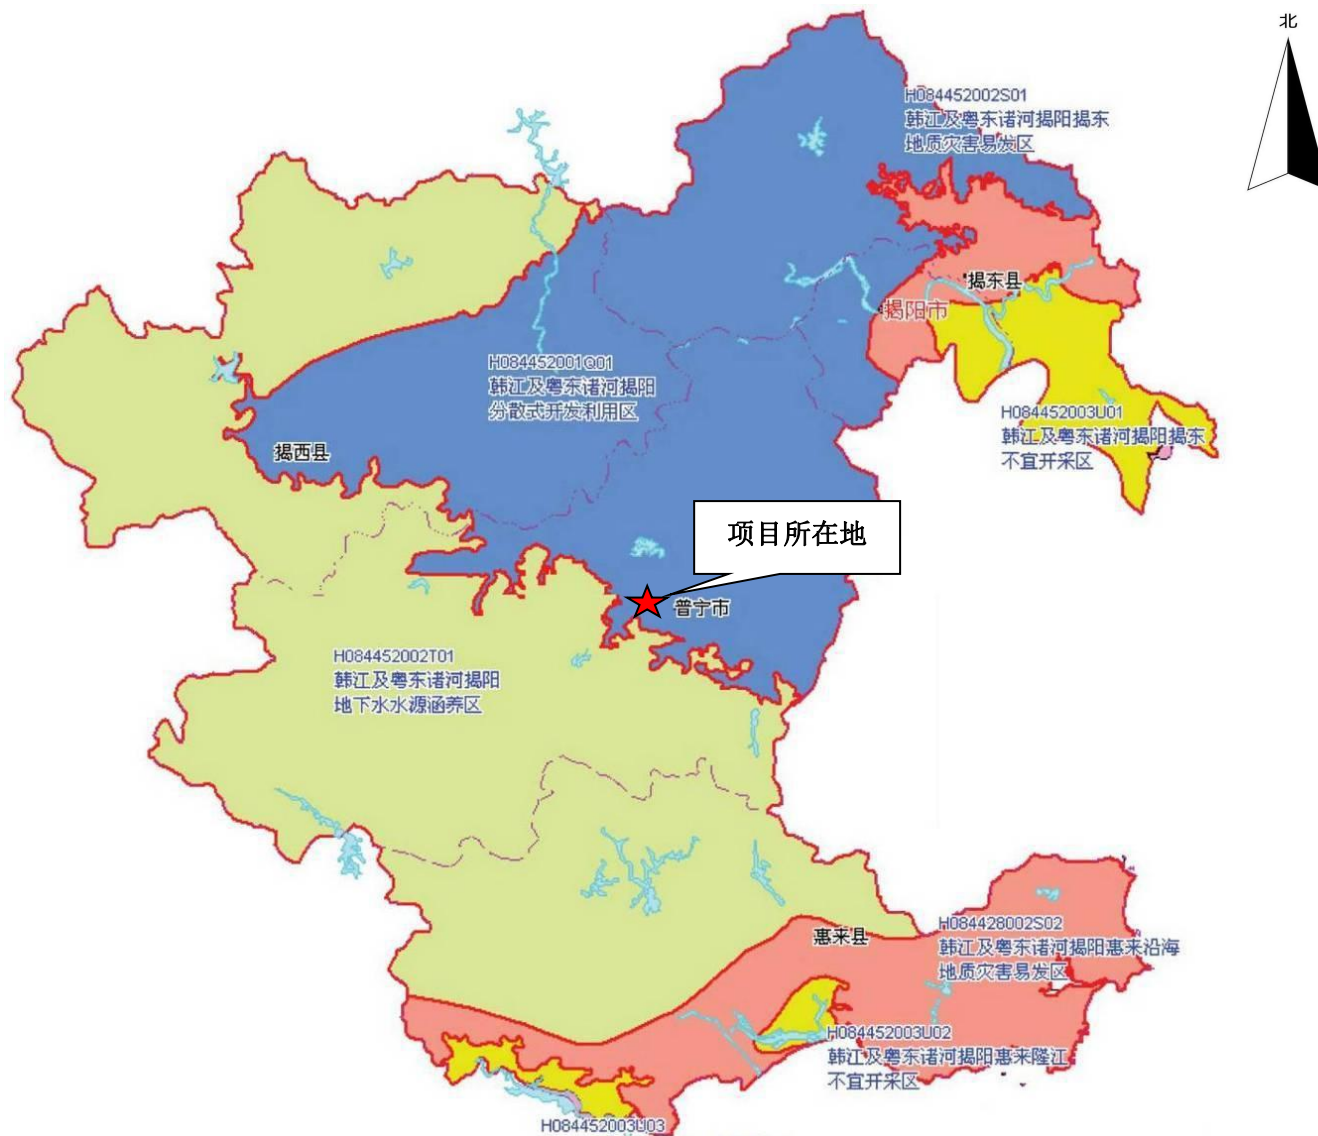 北
H084452002S01
韩江及粤东诸河揭阳揭东
地质灾害易发区
揭东县
揭阳市
H084452001Q01
韩江及粤东诸河揭阳
分散式开发利用区
H084452003U01
韩江及粤东诸河揭阳揭东
不宜开采区
揭西县
项目所在地
普宁市
H084452002T01
韩江及粤东诸河揭阳
地下水水源涵养区
惠来县
H084428002S02
韩江及粤东诸河揭阳惠来沿海
地质灾害易发区
H084452003U02
韩江及粤东诸河揭阳惠来隆江
不宜开采区
H084452003U03